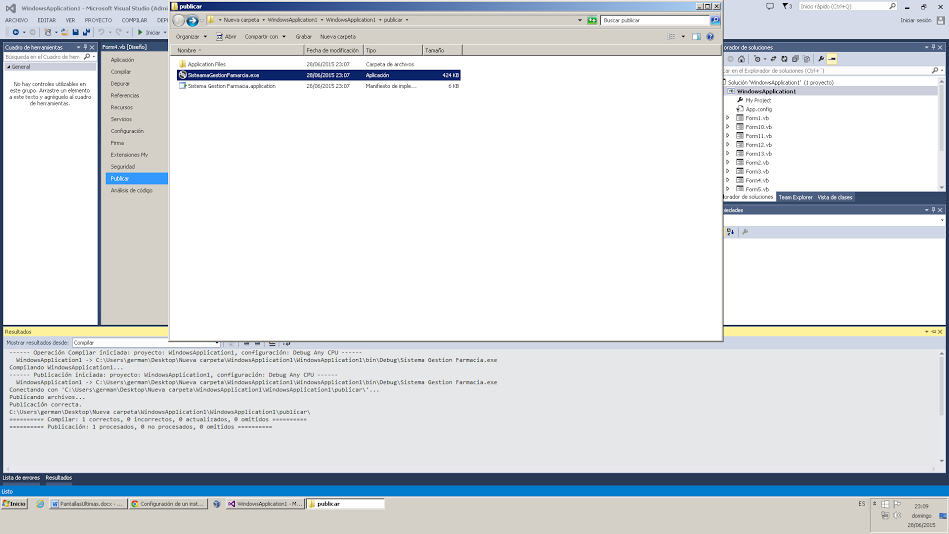 publicar
WindowsApplication1 - Microsoft Visual Studio (Admin
Inicio rápido (Ctrl+Q)
Nueva carpeta WindowsApplication1 WindowsApplication1 publicar
Buscar publicar
ARCHIVO EDITAR VER PROYECTO COMPILAR
Iniciar sesión
Iniciar
Organizar Abrir Compartir con Grabar Nueva carpeta
Cuadro de herramientas
Buscar en el Cuadro de herram
General
No hay controles utilizables en
este grupo. Arrastre un elemento
a este texto y agréguelo al cuadro
de herramientas.
Form4.vb [Diseño]
Aplicación
Compilar
Depurar
Referencias
Recursos
Servicios
Configuración
Firma
Extensiones My
Seguridad
Publicar
Análisis de código
Nombre Fecha de modificación Tipo Tamaño
Application Files 28/06/2015 23:07 Carpeta de archivos
SisteamaGestionFamarcia.exe 28/06/2015 23:07 Aplicación 424 KB
Sistema Gestion Farmacia.application 28/06/2015 23:07 Manifiesto de imple... 6 KB
orador de soluciones
car en el Explorador de soluciones (Ctrl+´)
Solución 'WindowsApplication1' (1 proyecto)
WindowsApplication1
My Project
App.config
Form1.vb
Form10.vb
Form11.vb
Form12.vb
Form13.vb
Form2.vb
Form3.vb
Form4.vb
Form5.vb
orador de soluciones Team Explorer Vista de clases
iedades
Resultados
Mostrar resultados desde: Compilar
------ Operación Compilar iniciada: proyecto: WindowsApplication1, configuración: Debug Any CPU ------
WindowsApplication1 -> C:\Users\german\Desktop\Nueva carpeta\WindowsApplication1\WindowsApplication1\bin\Debug\Sistema Gestion Farmacia.exe
Compilando WindowsApplication1...
------ Publicación iniciada: proyecto: WindowsApplication1, configuración: Debug Any CPU ------
WindowsApplication1 -> C:\Users\german\Desktop\Nueva carpeta\WindowsApplication1\WindowsApplication1\bin\Debug\Sistema Gestion Farmacia.exe
Conectando con 'C:\Users\german\Desktop\Nueva carpeta\WindowsApplication1\WindowsApplication1\publicar\'...
Publicando archivos...
Publicación correcta.
C:\Users\german\Desktop\Nueva carpeta\WindowsApplication1\WindowsApplication1\publicar\
========== Compilar: 1 correctos, 0 incorrectos, 0 actualizados, 0 omitidos ==========
========== Publicación: 1 procesados, 0 no procesados, 0 omitidos ==========
Lista de errores Resultados
Listo
Inicio PantallasUltimas.docx - ... Configuración de un inst... WindowsApplication1 - M... publicar
ES
23:09
domingo
28/06/2015